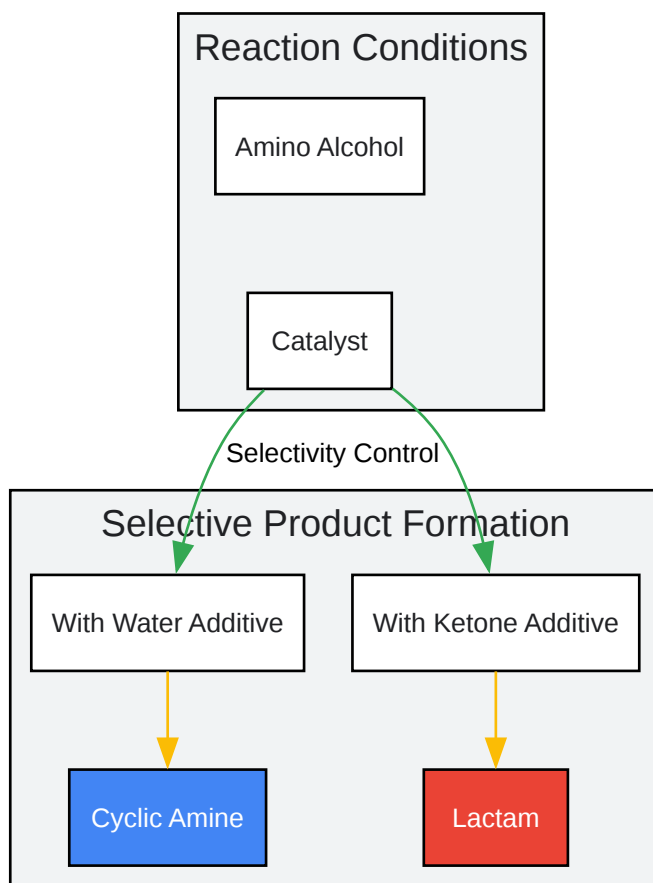 Reaction Conditions
Amino Alcohol
Catalyst
Selectivity Control
Selective Product Formation
With Water Additive
With Ketone Additive
Cyclic Amine
Lactam